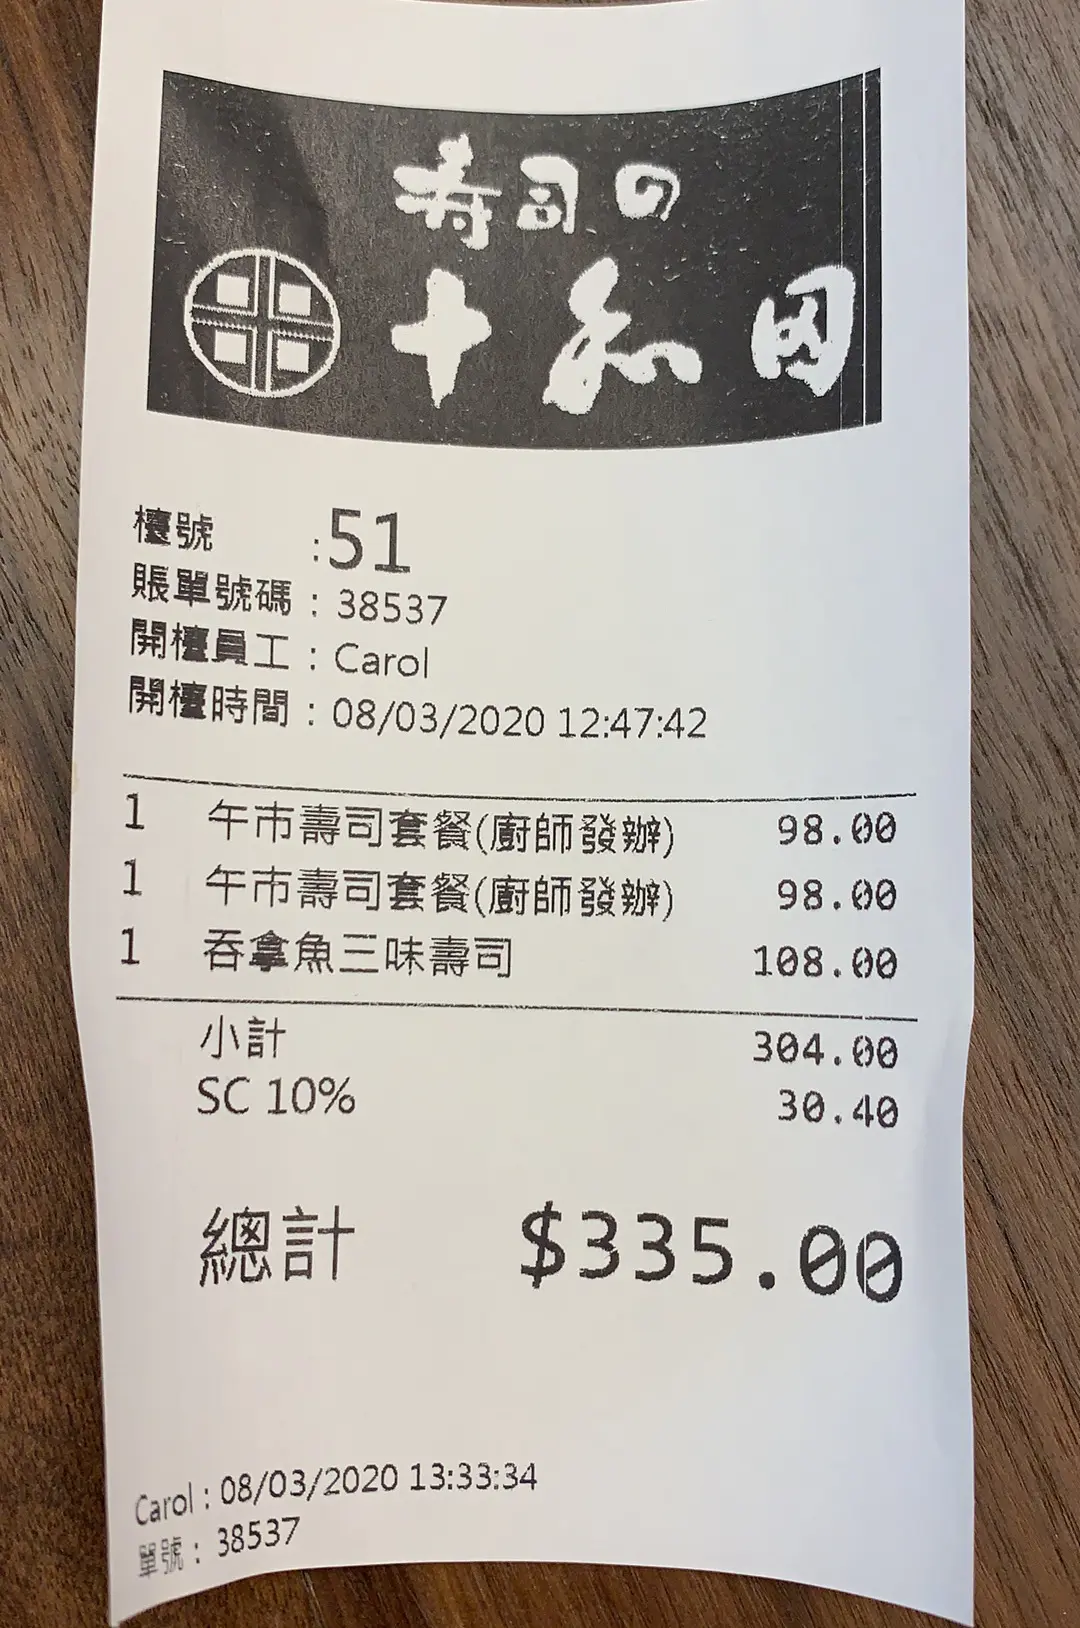 寿司の
十和田
檯號 :51
賬單號碼 : 38537
開檯員工 : Carol
開檯時間 : 08/03/2020 12:47:42
1 午市壽司套餐(廚師發辦) 98.00
1 午市壽司套餐(廚師發辦) 98.00
1 吞拿魚三味壽司 108.00
小計 304.00
SC 10% 30.40
總計 $335.00
Carol : 08/03/2020 13:33:34
單號 : 38537